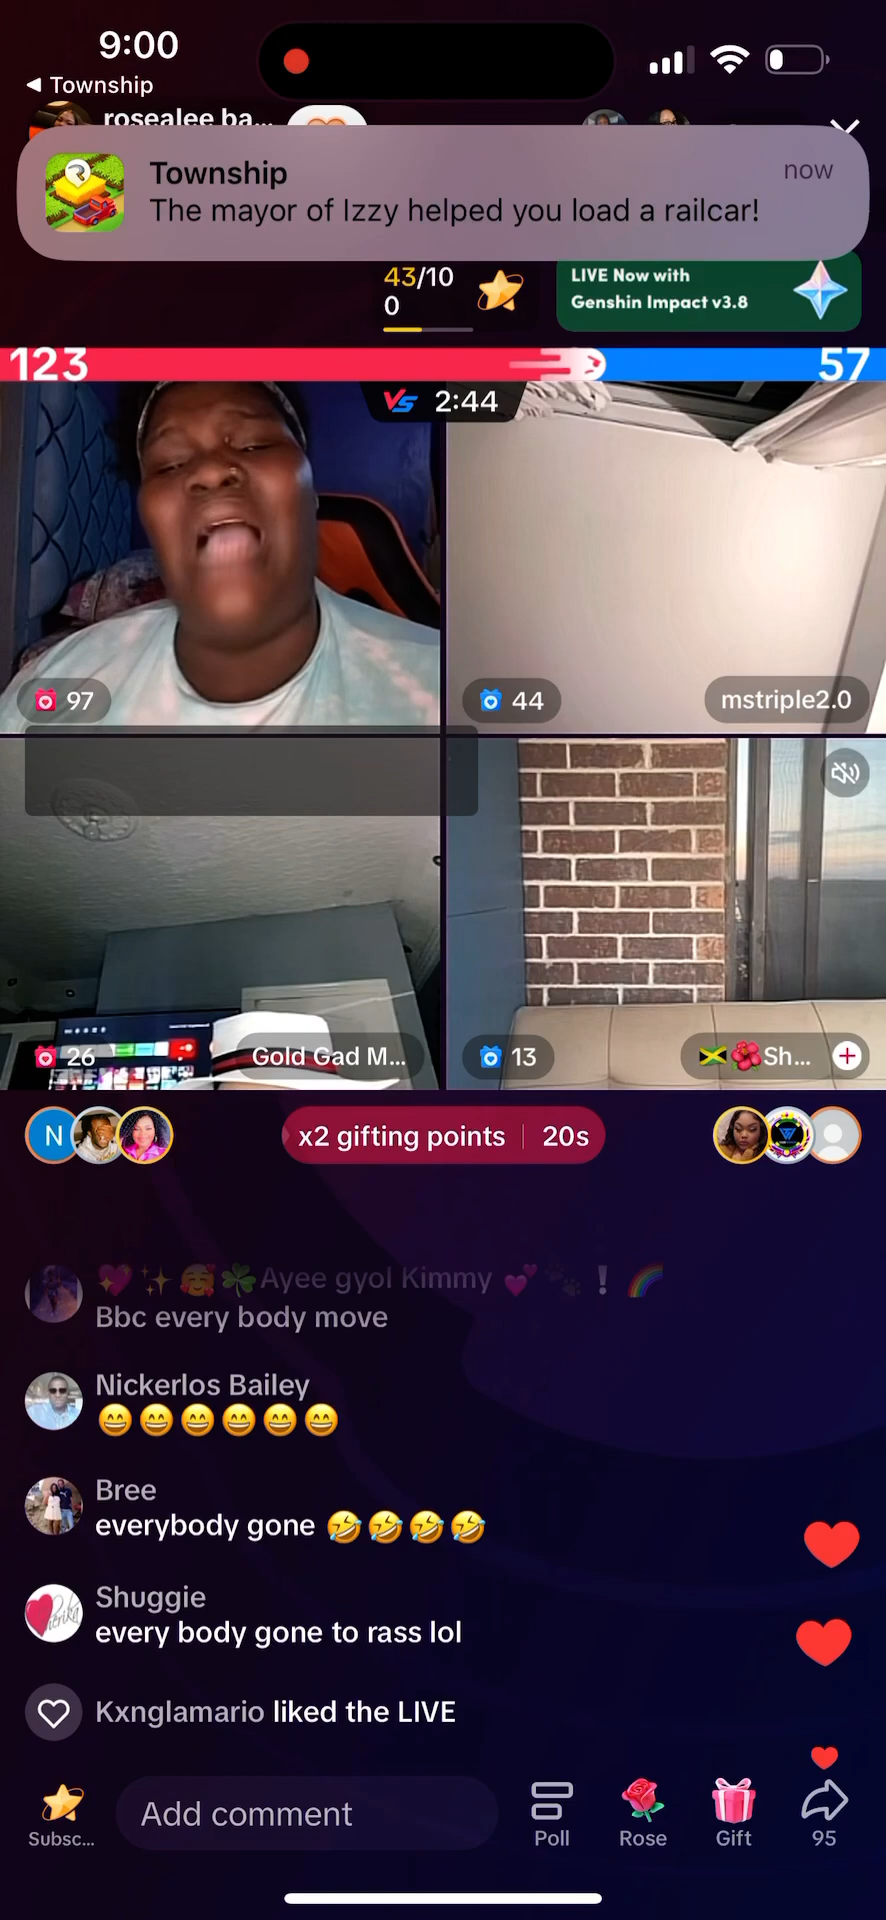 9:00
◀ Township
rosealee ba...
Township
now
The mayor of Izzy helped you load a railcar!
43/10
0
LIVE Now with
Genshin Impact v3.8
123
57
VS 2:44
97
44
mstriple2.0
26
Gold Gad M...
13
🇯🇲🌺Sh...
N
x2 gifting points | 20s
💖✨🥰☘️Ayee gyol Kimmy 💕🐾❕🌈
Bbc every body move
Nickerlos Bailey
😄😄😄😄😄😄
Bree
everybody gone 🤣🤣🤣🤣
Shuggie
every body gone to rass lol
Kxnglamario liked the LIVE
Subsc...
Add comment
Poll
Rose
Gift
95